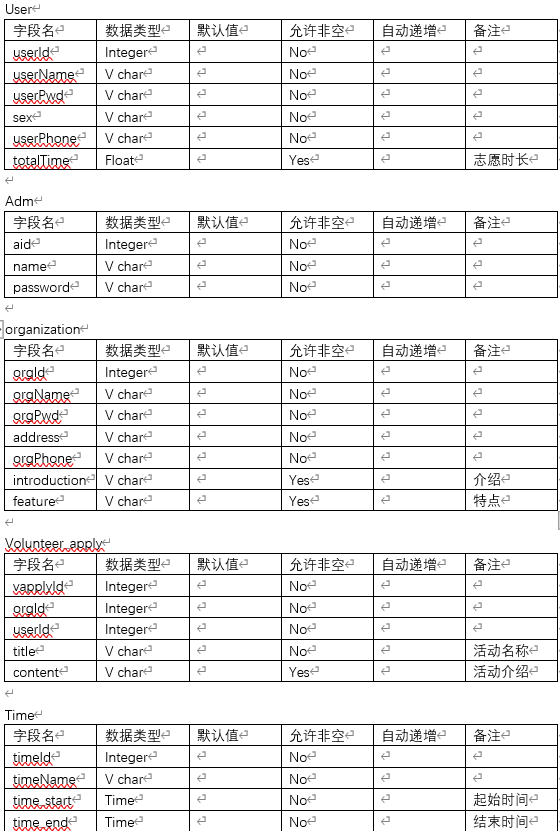 User
字段名 数据类型 默认值 允许非空 自动递增 备注
userId Integer No
userName V char No
userPwd V char No
sex V char No
userPhone V char No
totalTime Float Yes 志愿时长
Adm
字段名 数据类型 默认值 允许非空 自动递增 备注
aid Integer No
name V char No
password V char No
organization
字段名 数据类型 默认值 允许非空 自动递增 备注
orgId Integer No
orgName V char No
orgPwd V char No
address V char No
orgPhone V char No
introduction V char Yes 介绍
feature V char Yes 特点
Volunteer_apply
字段名 数据类型 默认值 允许非空 自动递增 备注
vapplyId Integer No
orgId Integer No
userId Integer No
title V char No 活动名称
content V char Yes 活动介绍
Time
字段名 数据类型 默认值 允许非空 自动递增 备注
timeId Integer No
timeName V char No
time_start Time No 起始时间
time_end Time No 结束时间